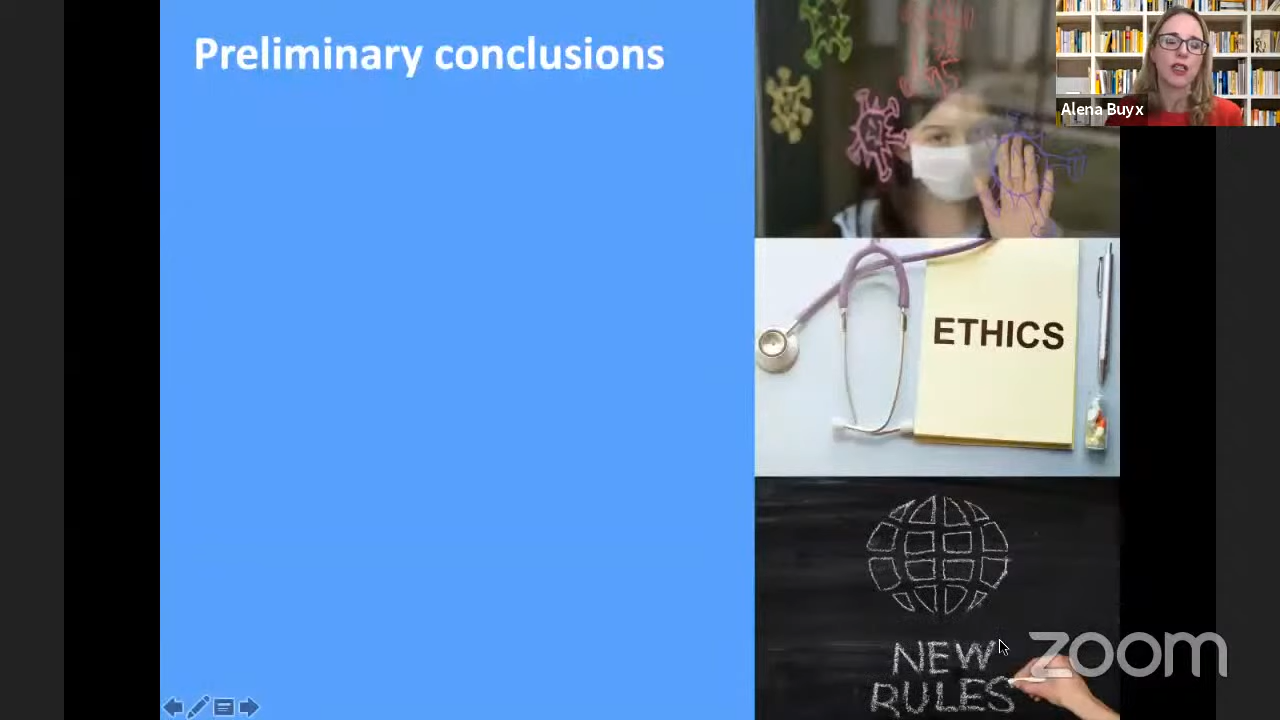 Preliminary conclusions
Alena Buyx
ETHICS
NEW
RULES
zoom